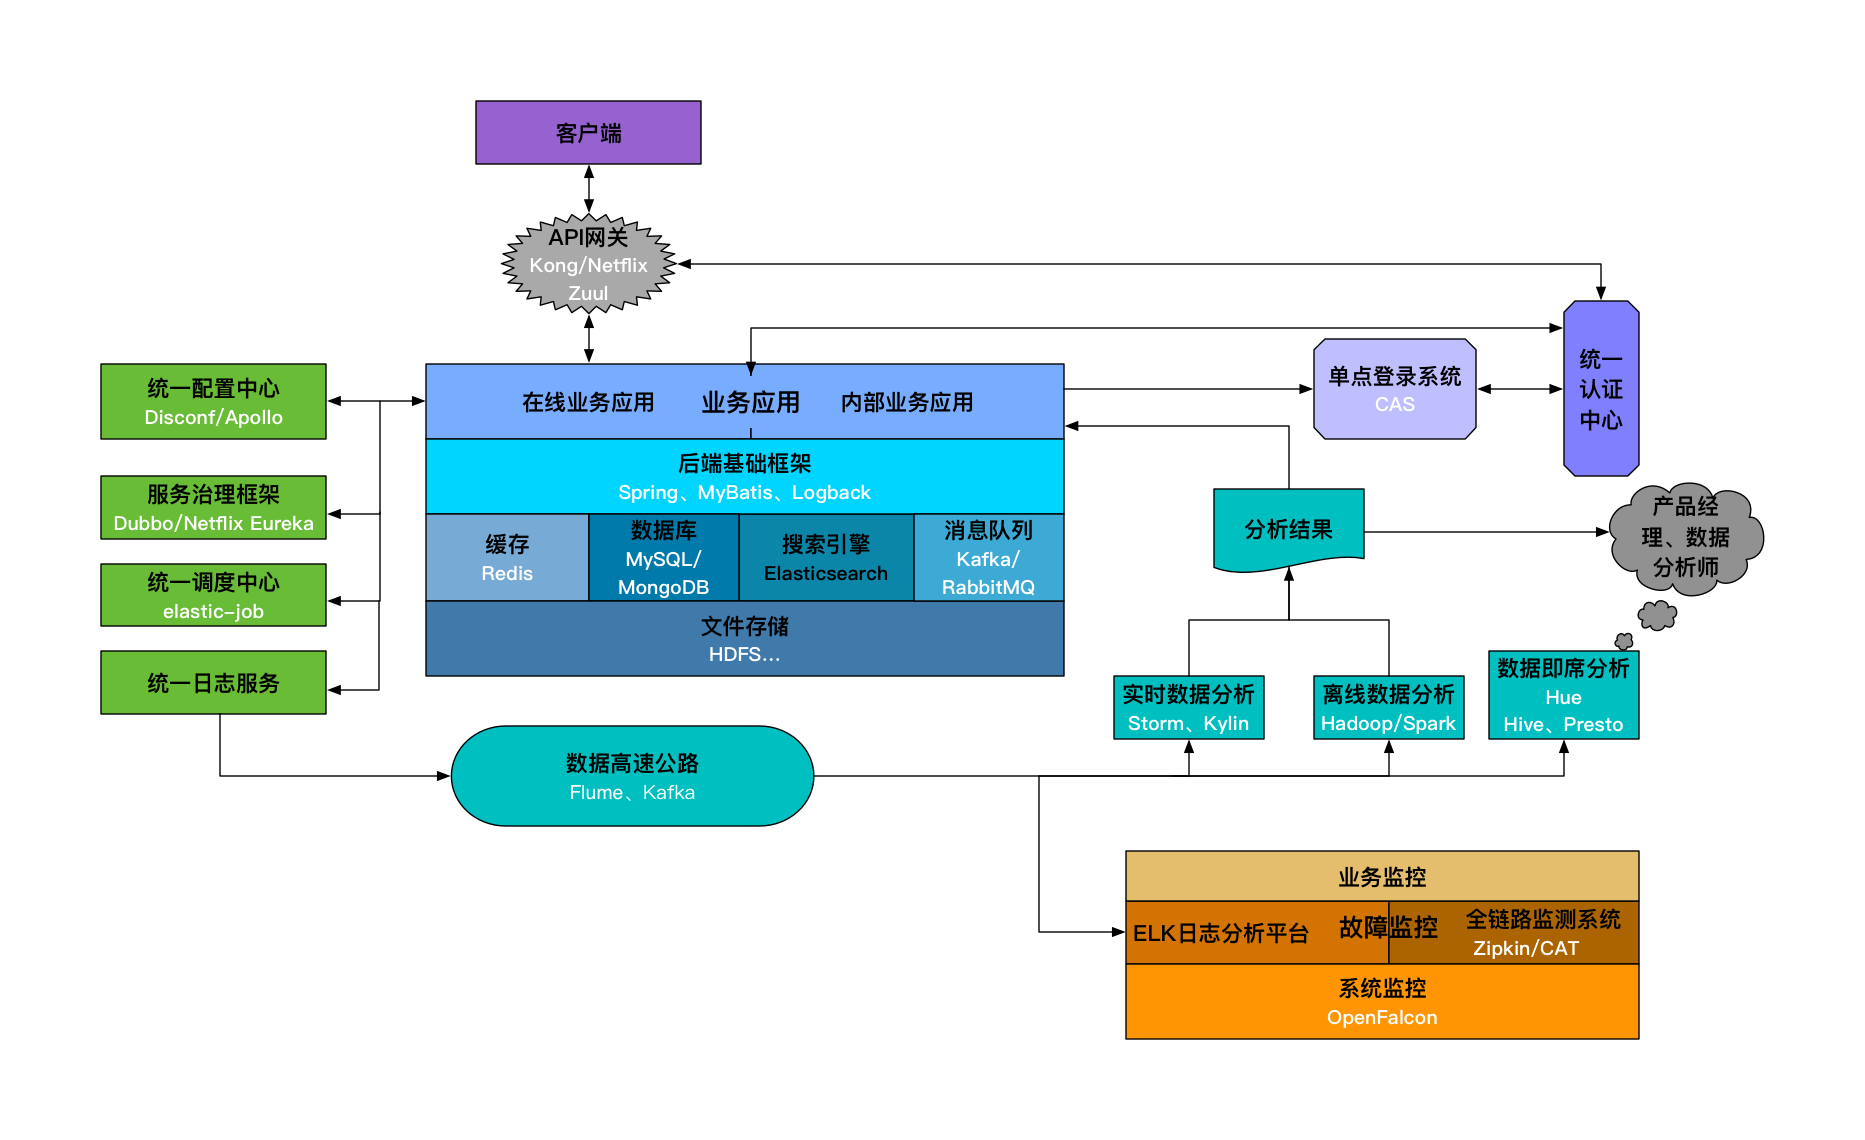 客户端
API网关
Kong/Netflix
Zuul
统一配置中心
Disconf/Apollo
服务治理框架
Dubbo/Netflix Eureka
统一调度中心
elastic-job
统一日志服务
在线业务应用 业务应用 内部业务应用
后端基础框架
Spring、MyBatis、Logback
缓存
Redis
数据库
MySQL/
MongoDB
搜索引擎
Elasticsearch
消息队列
Kafka/
RabbitMQ
文件存储
HDFS...
单点登录系统
CAS
统一
认证
中心
分析结果
产品经
理、数据
分析师
实时数据分析
Storm、Kylin
离线数据分析
Hadoop/Spark
数据即席分析
Hue
Hive、Presto
数据高速公路
Flume、Kafka
业务监控
ELK日志分析平台
故障监控
全链路监测系统
Zipkin/CAT
系统监控
OpenFalcon